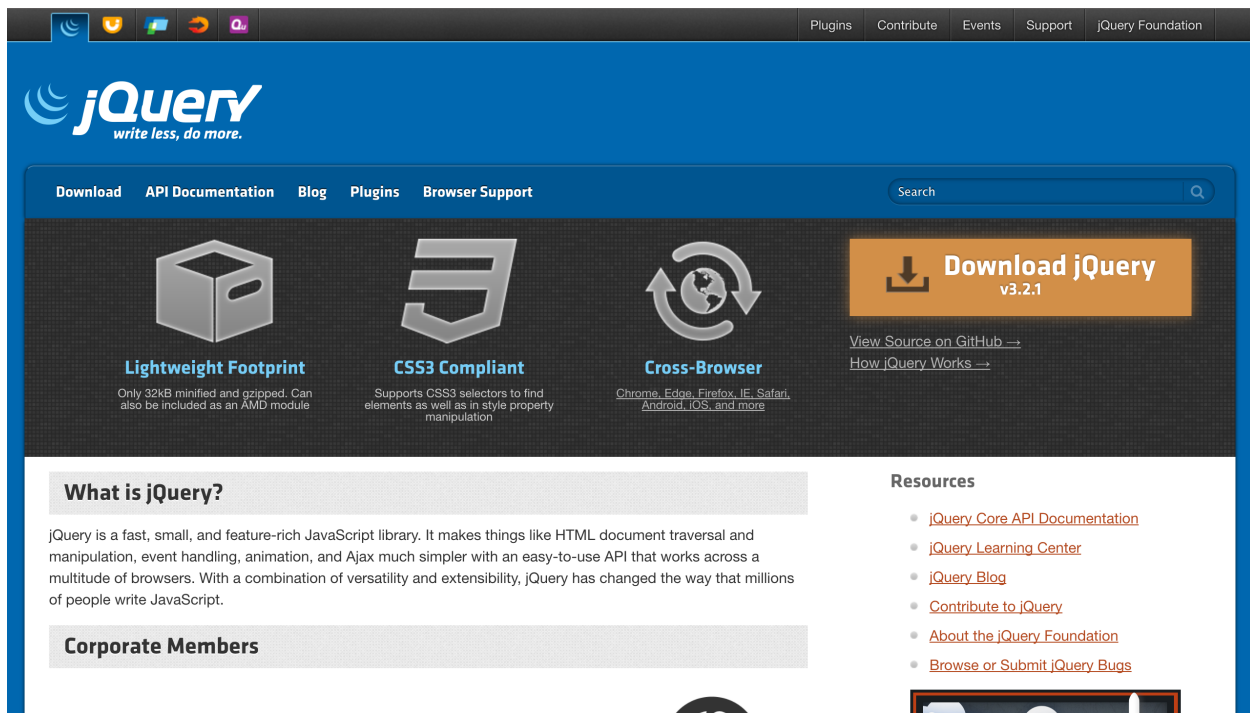 Plugins
Contribute
Events
Support
jQuery Foundation
jQuery
write less, do more.
Download
API Documentation
Blog
Plugins
Browser Support
Search
Lightweight Footprint
Only 32kB minified and gzipped. Can
also be included as an AMD module
CSS3 Compliant
Supports CSS3 selectors to find
elements as well as in style property
manipulation
Cross-Browser
Chrome, Edge, Firefox, IE, Safari,
Android, iOS, and more
Download jQuery
v3.2.1
View Source on GitHub →
How jQuery Works →
What is jQuery?
jQuery is a fast, small, and feature-rich JavaScript library. It makes things like HTML document traversal and
manipulation, event handling, animation, and Ajax much simpler with an easy-to-use API that works across a
multitude of browsers. With a combination of versatility and extensibility, jQuery has changed the way that millions
of people write JavaScript.
Corporate Members
Resources
jQuery Core API Documentation
jQuery Learning Center
jQuery Blog
Contribute to jQuery
About the jQuery Foundation
Browse or Submit jQuery Bugs